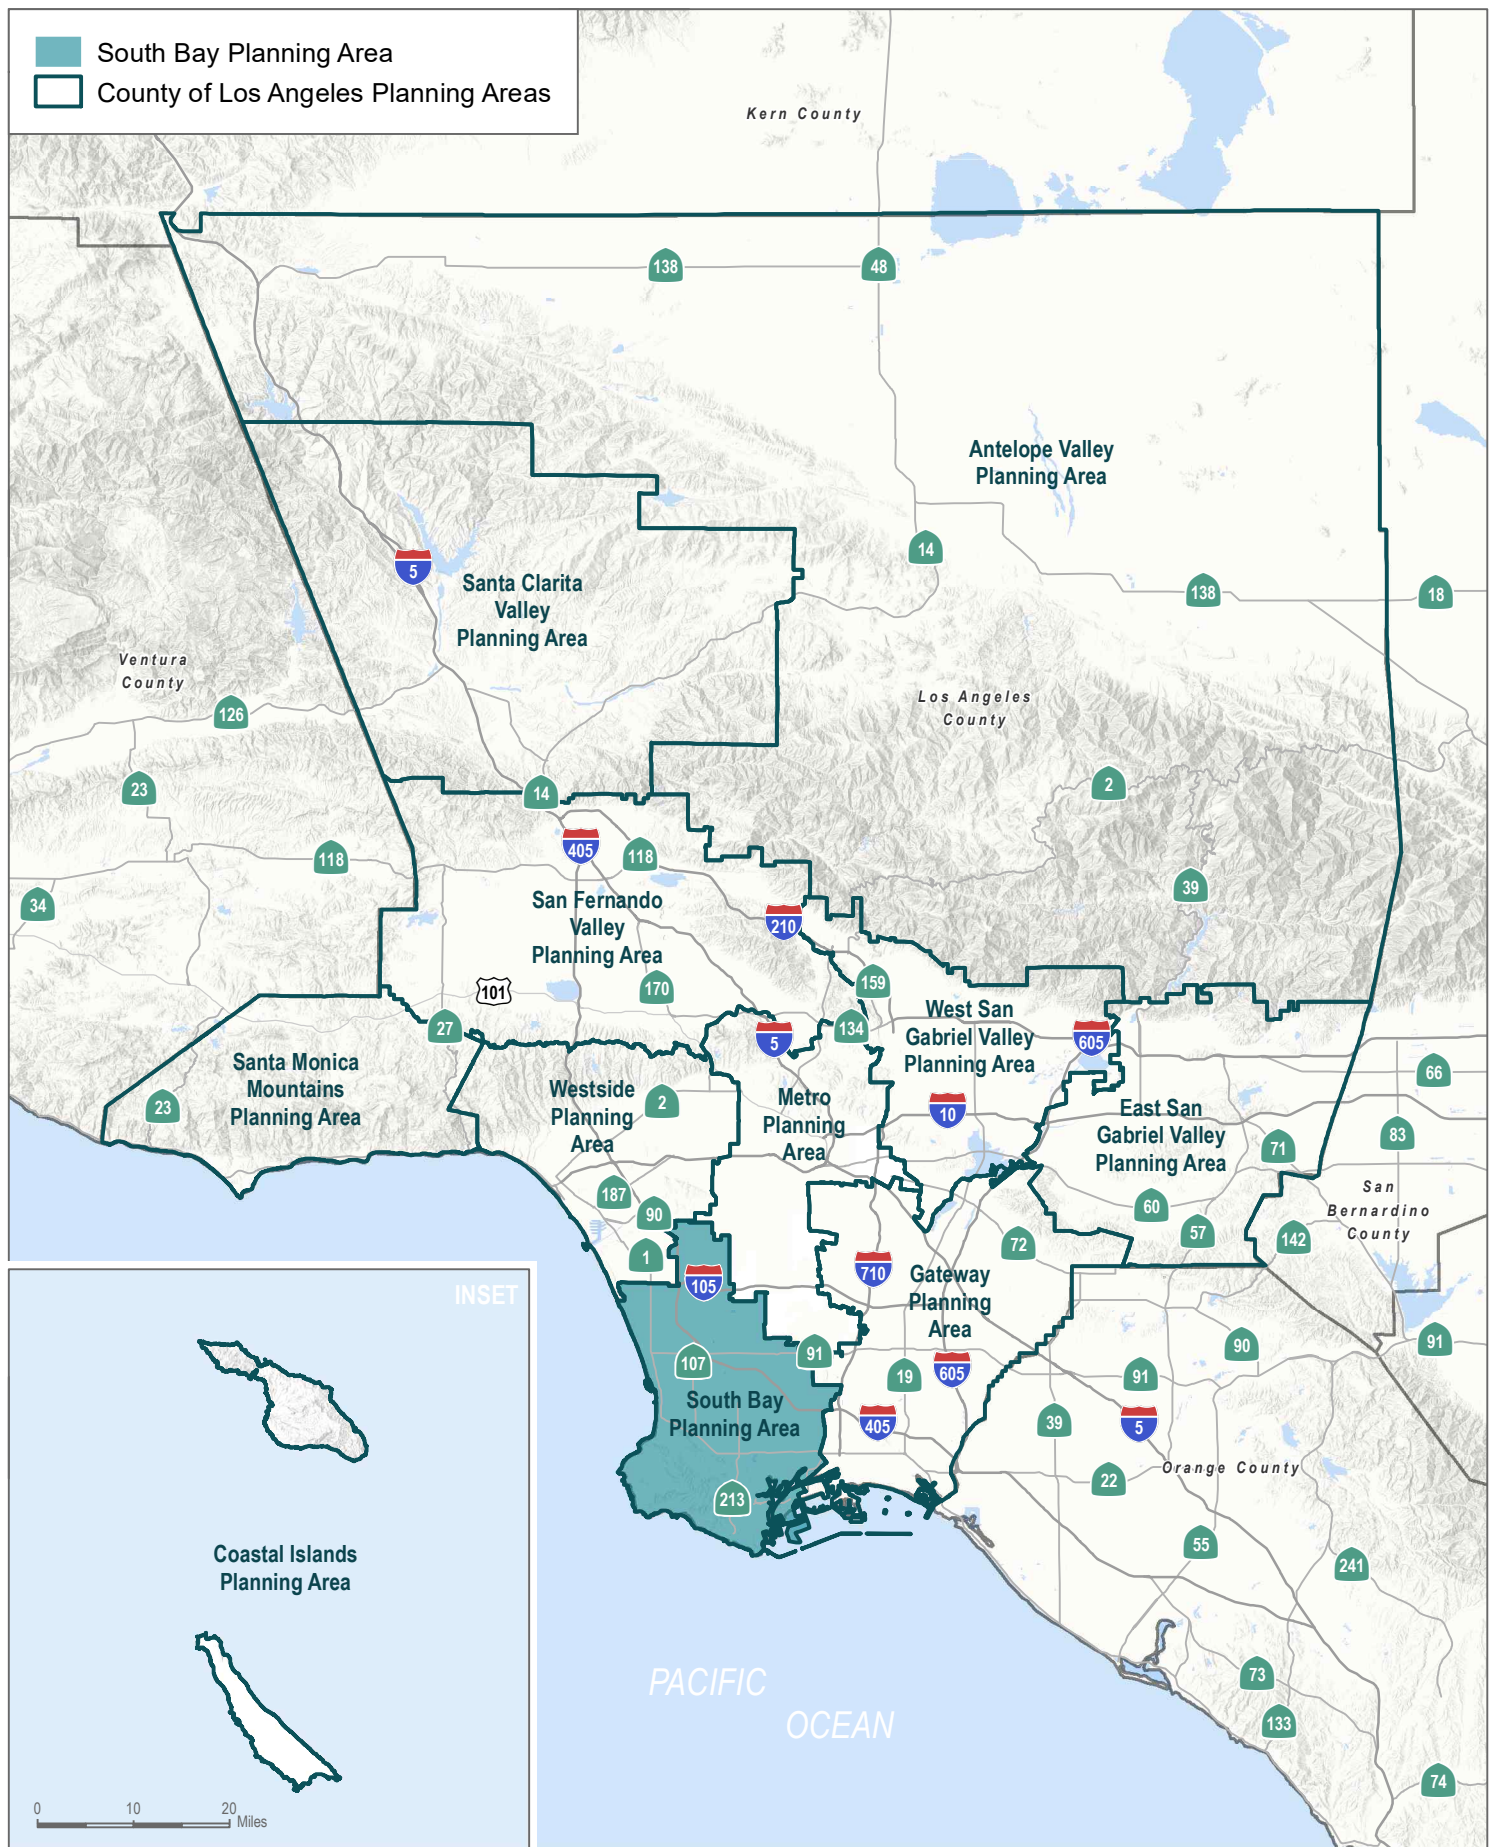 South Bay Planning Area
County of Los Angeles Planning Areas
Kern County
138
48
Antelope Valley
Planning Area
14
5
Santa Clarita
Valley
Planning Area
138
18
Ventura
County
126
Los Angeles
County
23
14
2
405
118
118
34
39
San Fernando
Valley
Planning Area
210
101
170
159
27
5
134
West San
Gabriel Valley
Planning Area
605
66
Santa Monica
Mountains
Planning Area
23
Westside
Planning
Area
2
Metro
Planning
Area
10
East San
Gabriel Valley
Planning Area
71
83
187
90
60
57
San
Bernardino
County
142
1
72
105
710
Gateway
Planning
Area
INSET
107
91
19
605
90
91
91
South Bay
Planning Area
405
39
5
Orange County
22
213
55
241
Coastal Islands
Planning Area
PACIFIC
OCEAN
73
133
74
0
10
20
Miles